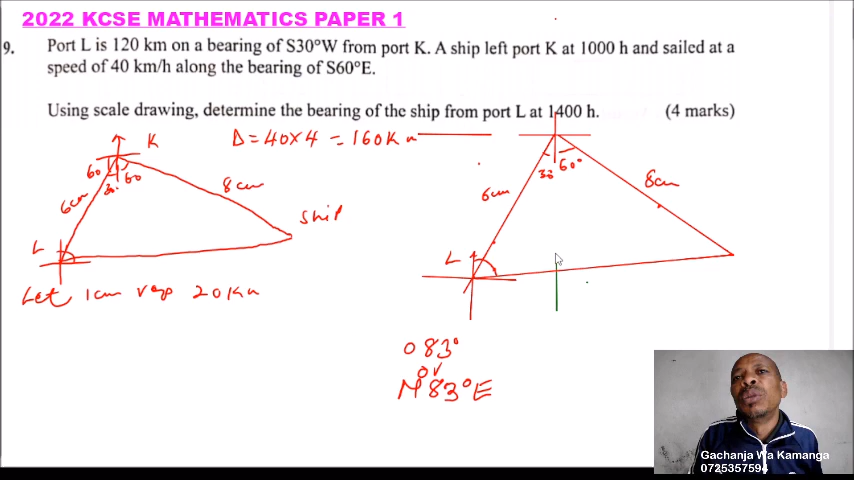 2022 KCSE MATHEMATICS PAPER 1
9. Port L is 120 km on a bearing of S30°W from port K. A ship left port K at 1000 h and sailed at a
speed of 40 km/h along the bearing of S60°E.
Using scale drawing, determine the bearing of the ship from port L at 1400 h. (4 marks)
K
D = 40 x 4 = 160 Km
60 30° 60
6cm
8cm
ship
L
Let 1cm rep 20 Km
30 60°
6cm
8cm
L
083°
or
N83°E
Gachanja Wa Kamanga
0725357594